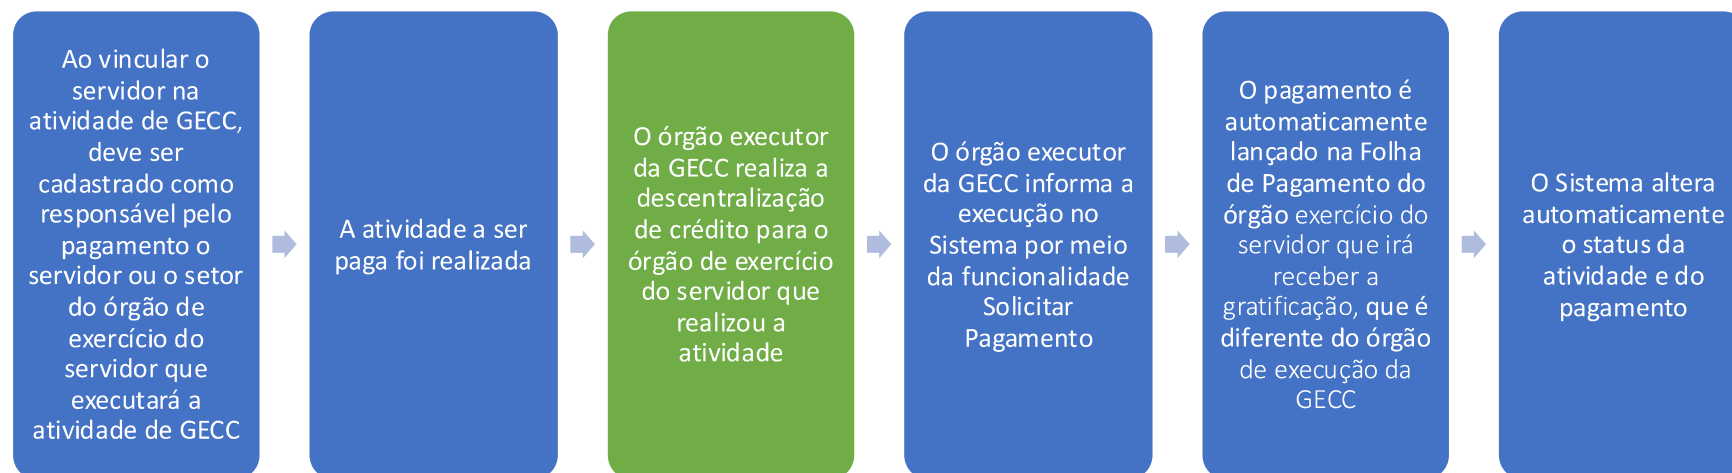 Ao vincular o
servidor na
atividade de GECC,
deve ser
cadastrado como
responsável pelo
pagamento o
servidor ou o setor
do órgão de
exercício do
servidor que
executará a
atividade de GECC
A atividade a ser
paga foi realizada
O órgão executor
da GECC realiza a
descentralização
de crédito para o
órgão de exercício
do servidor que
realizou a
atividade
O órgão executor
da GECC informa a
execução no
Sistema por meio
da funcionalidade
Solicitar
Pagamento
O pagamento é
automaticamente
lançado na Folha
de Pagamento do
órgão exercício do
servidor que irá
receber a
gratificação, que é
diferente do órgão
de execução da
GECC
O Sistema altera
automaticamente
o status da
atividade e do
pagamento